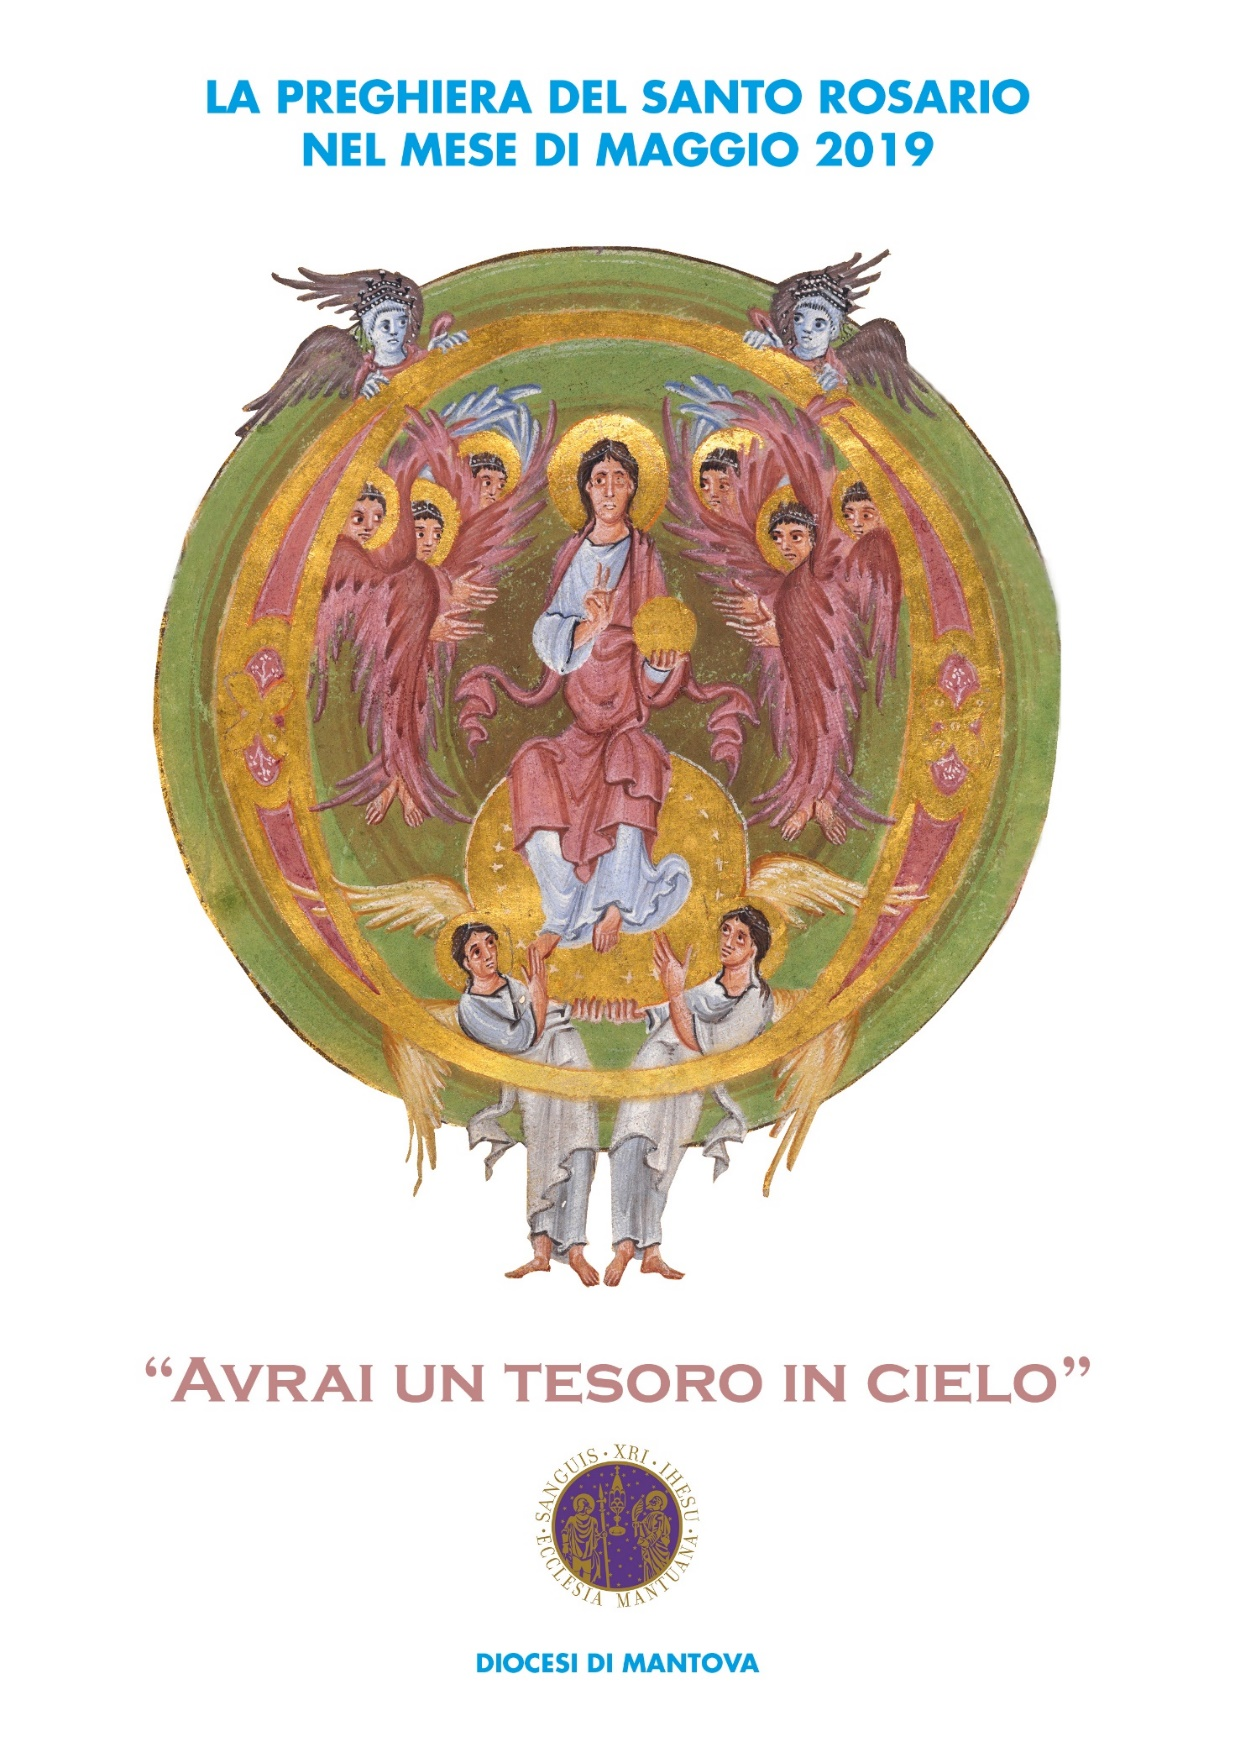 LA PREGHIERA DEL SANTO ROSARIO
NEL MESE DI MAGGIO 2019
“AVRAI UN TESORO IN CIELO”
· SANGUIS · XRI · IHESU ·
ECCLESIA MANTUANA
DIOCESI DI MANTOVA